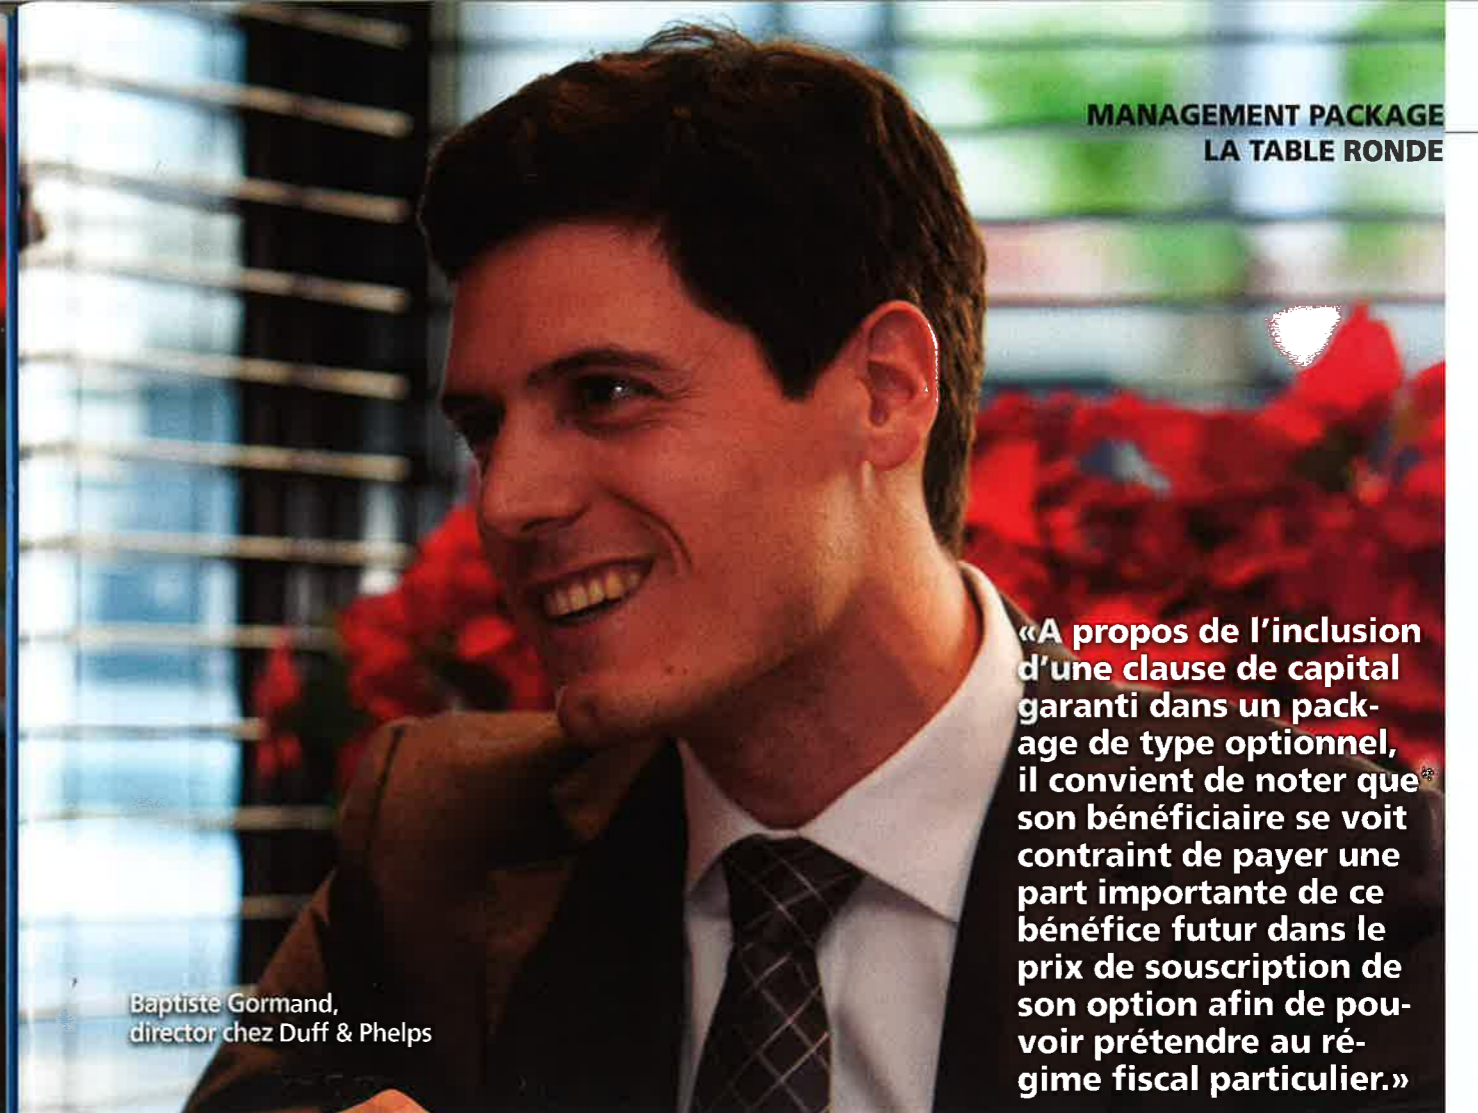 MANAGEMENT PACKAGE
LA TABLE RONDE
«A propos de l'inclusion
d'une clause de capital
garanti dans un pack-
age de type optionnel,
il convient de noter que
son bénéficiaire se voit
contraint de payer une
part importante de ce
bénéfice futur dans le
prix de souscription de
son option afin de pou-
voir prétendre au ré-
gime fiscal particulier.»
Baptiste Gormand,
director chez Duff & Phelps